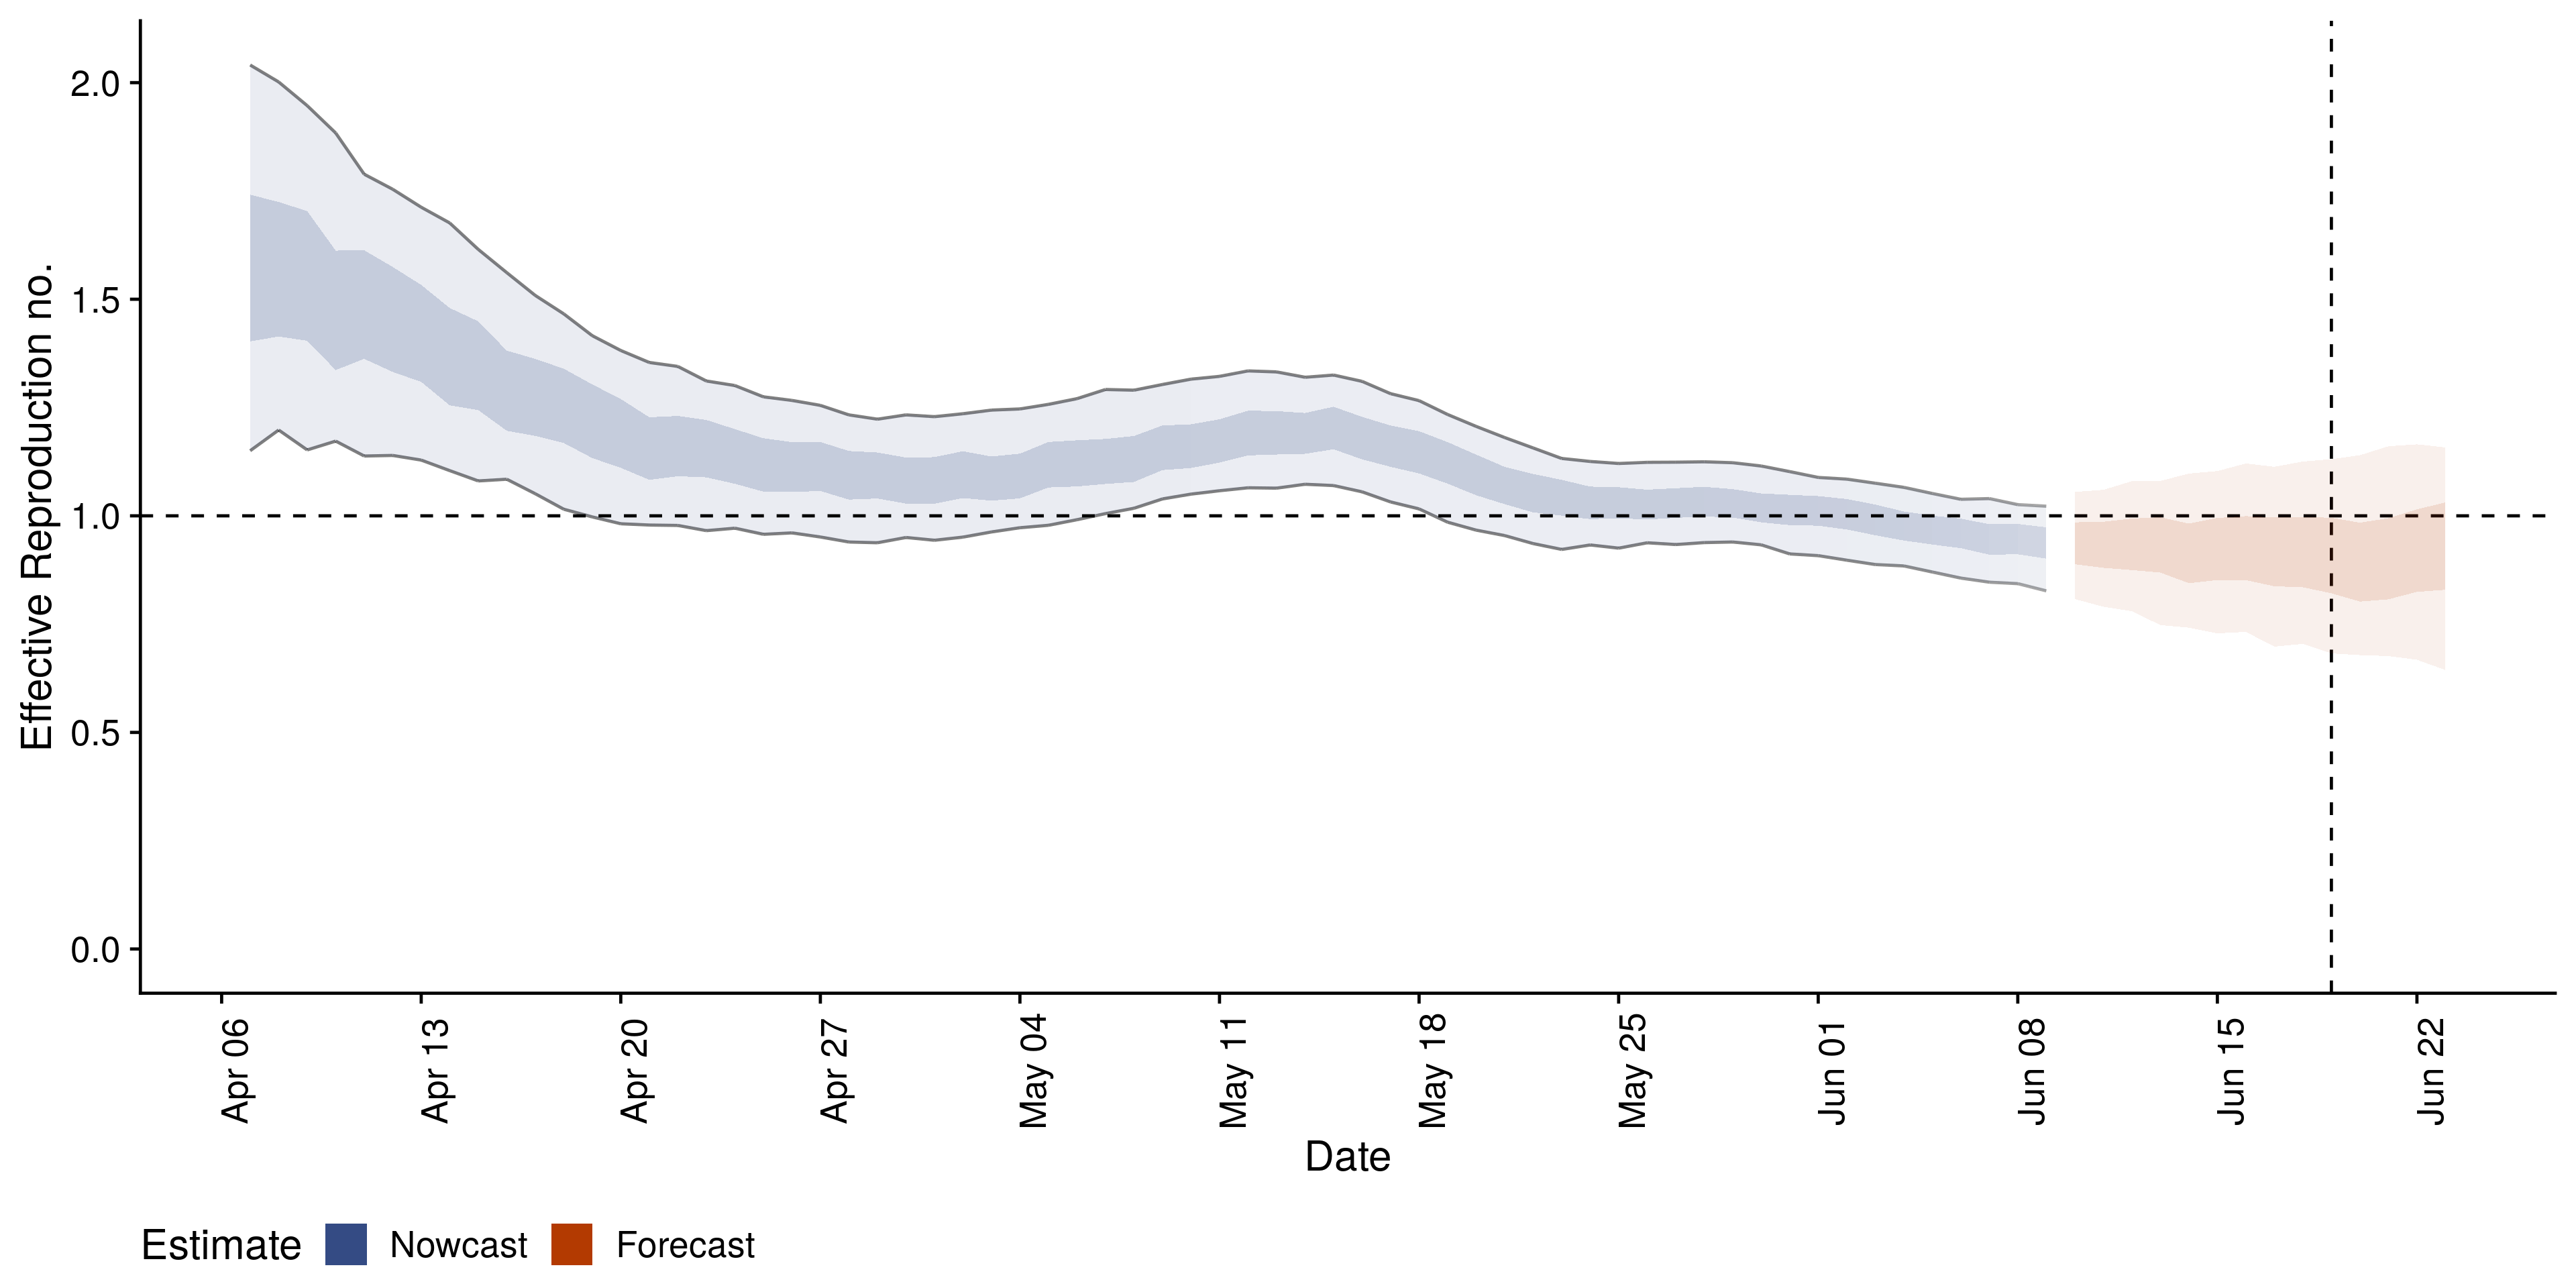 Effective Reproduction no.
2.0
1.5
1.0
0.5
0.0
Apr 06
Apr 13
Apr 20
Apr 27
May 04
May 11
May 18
May 25
Jun 01
Jun 08
Jun 15
Jun 22
Date
Estimate Nowcast Forecast